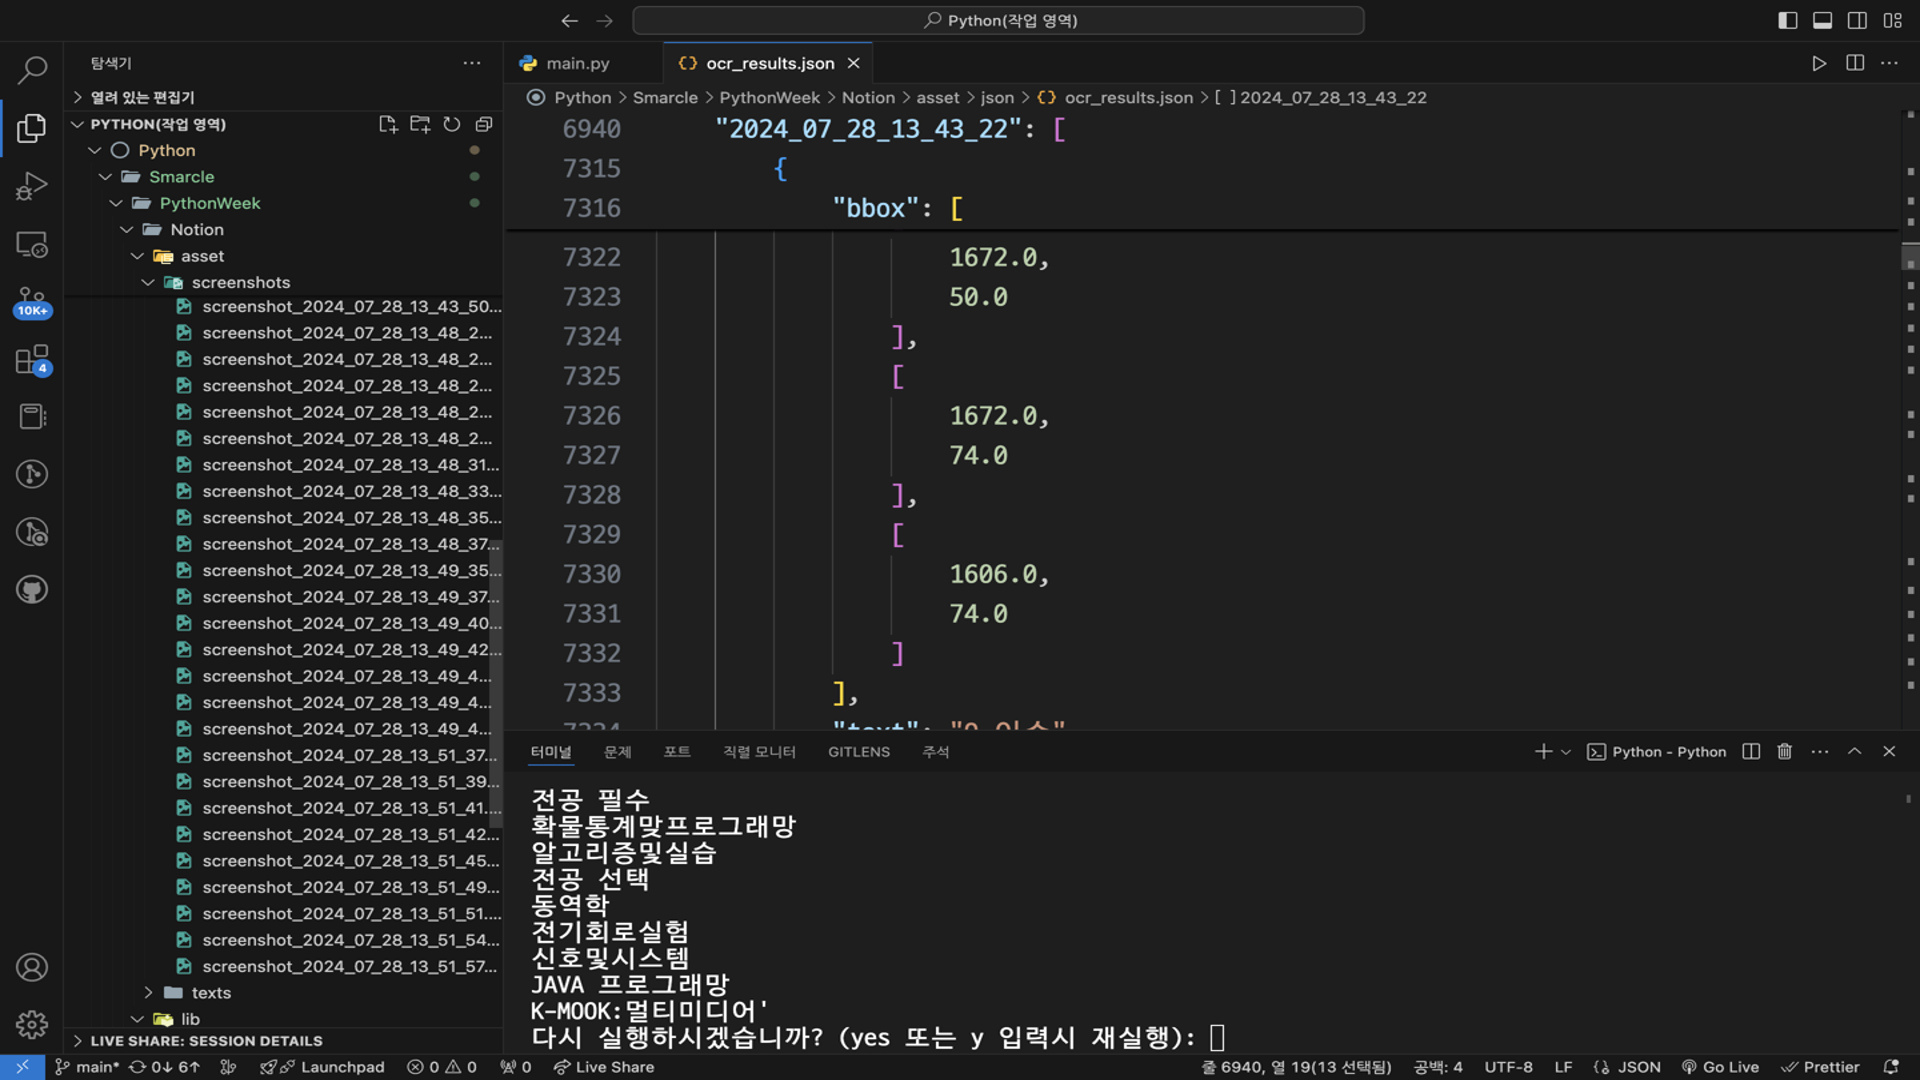 Python(작업 영역)
탐색기
main.py
ocr_results.json
열려 있는 편집기
Python > Smarcle > PythonWeek > Notion > asset > json > {} ocr_results.json > [ ] 2024_07_28_13_43_22
PYTHON(작업 영역)
Python
Smarcle
PythonWeek
Notion
asset
screenshots
screenshot_2024_07_28_13_43_50...
screenshot_2024_07_28_13_48_2...
screenshot_2024_07_28_13_48_2...
screenshot_2024_07_28_13_48_2...
screenshot_2024_07_28_13_48_2...
screenshot_2024_07_28_13_48_2...
screenshot_2024_07_28_13_48_31...
screenshot_2024_07_28_13_48_33...
screenshot_2024_07_28_13_48_35...
screenshot_2024_07_28_13_48_37...
screenshot_2024_07_28_13_49_35...
screenshot_2024_07_28_13_49_37...
screenshot_2024_07_28_13_49_40...
screenshot_2024_07_28_13_49_42...
screenshot_2024_07_28_13_49_4...
screenshot_2024_07_28_13_49_4...
screenshot_2024_07_28_13_49_4...
screenshot_2024_07_28_13_51_37...
screenshot_2024_07_28_13_51_39...
screenshot_2024_07_28_13_51_41...
screenshot_2024_07_28_13_51_42...
screenshot_2024_07_28_13_51_45...
screenshot_2024_07_28_13_51_49...
screenshot_2024_07_28_13_51_51...
screenshot_2024_07_28_13_51_54...
screenshot_2024_07_28_13_51_57...
texts
lib
LIVE SHARE: SESSION DETAILS
10K+
4
6940 "2024_07_28_13_43_22": [
7315 {
7316 "bbox": [
7322 1672.0,
7323 50.0
7324 ],
7325 [
7326 1672.0,
7327 74.0
7328 ],
7329 [
7330 1606.0,
7331 74.0
7332 ]
7333 ],
7334 "text":
터미널 문제 포트 직렬 모니터 GITLENS 주석
Python - Python
전공 필수
확물통계맟프로그래망
알고리증및실습
전공 선택
동역학
전기회로실험
신호및시스템
JAVA 프로그래망
K-MOOK:멀티미디어'
다시 실행하시겠습니까? (yes 또는 y 입력시 재실행):
main* 0↓ 6↑ Launchpad 0 0 0 Live Share
줄 6940, 열 19(13 선택됨) 공백: 4 UTF-8 LF {} JSON Go Live Prettier